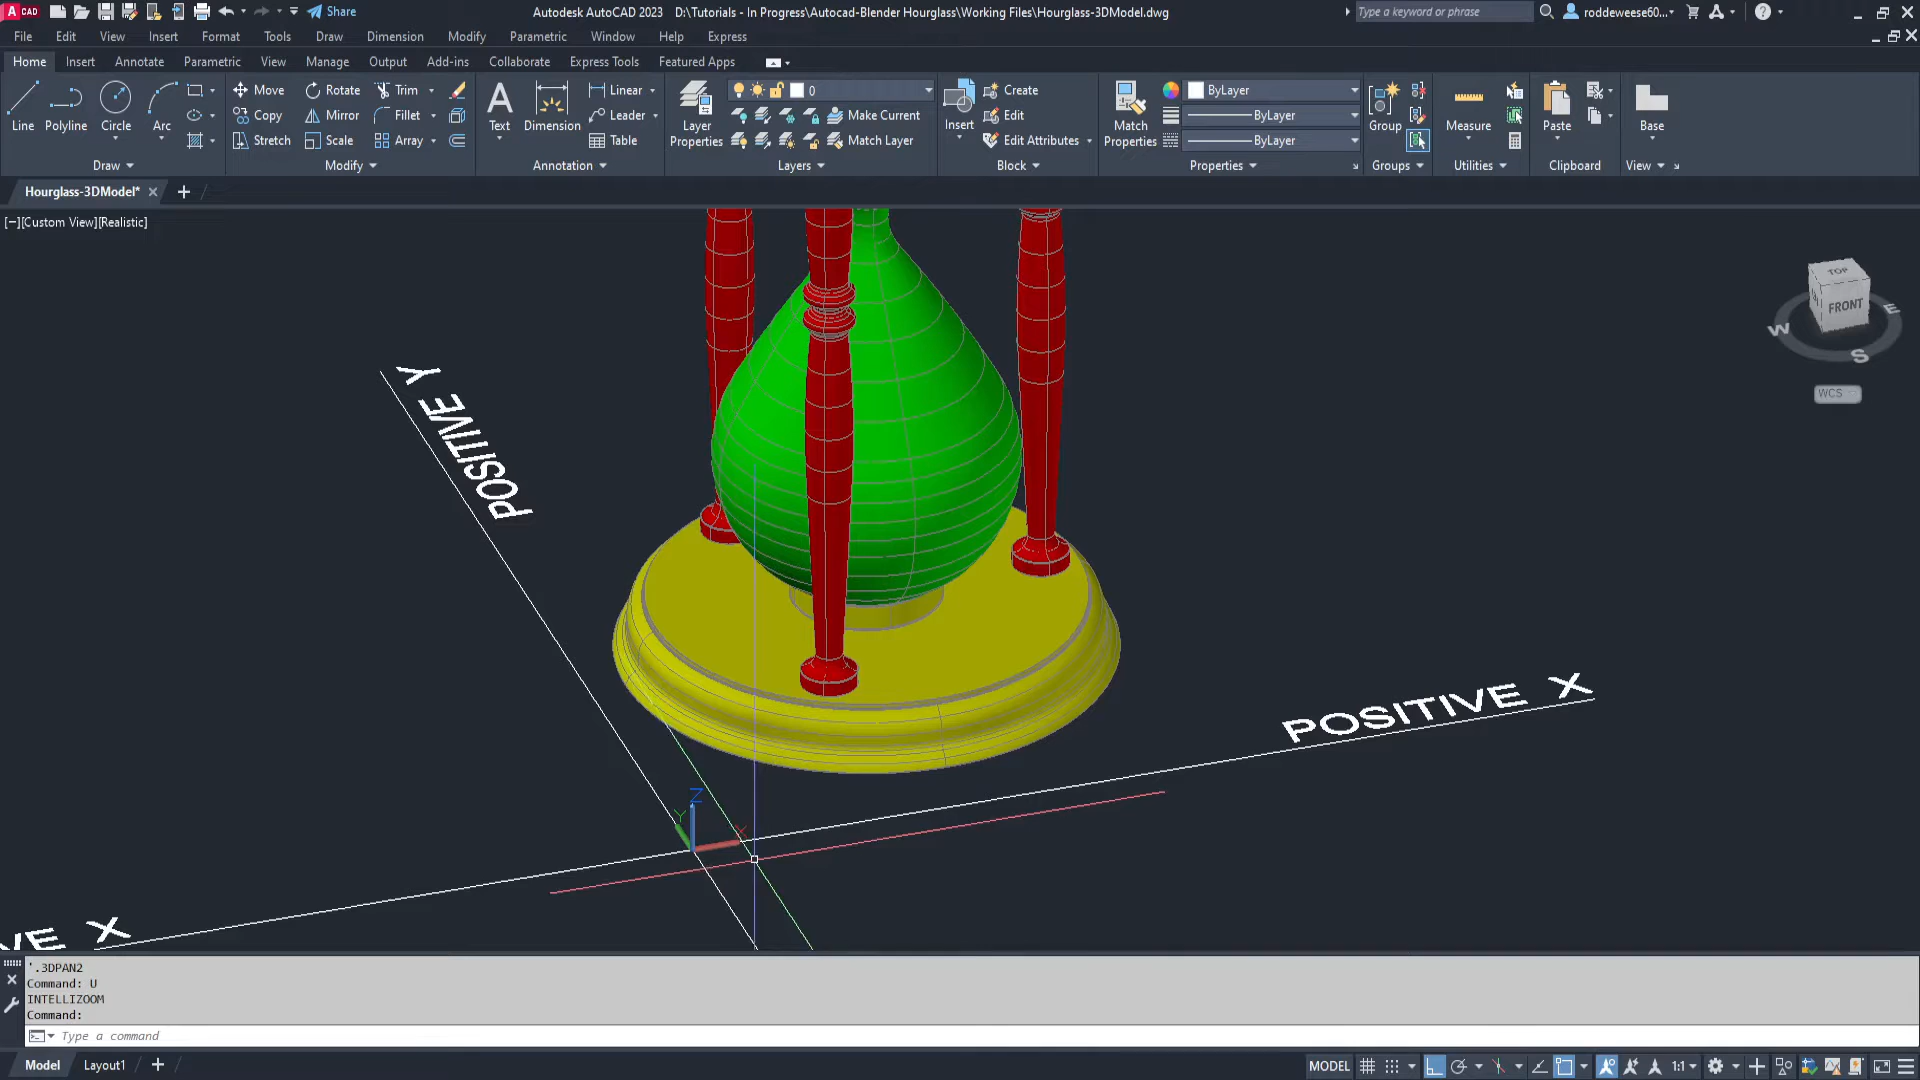 A CAD
Share
Autodesk AutoCAD 2023 D:\Tutorials - In Progress\Autocad-Blender Hourglass\Working Files\Hourglass-3DModel.dwg
Type a keyword or phrase
roddeweese60...
File Edit View Insert Format Tools Draw Dimension Modify Parametric Window Help Express
Home Insert Annotate Parametric View Manage Output Add-ins Collaborate Express Tools Featured Apps
Line Polyline Circle Arc
Draw
Move Rotate Trim
Copy Mirror Fillet
Stretch Scale Array
Modify
Text Dimension
Linear
Leader
Table
Annotation
Layer Properties
0
Make Current
Match Layer
Layers
Insert
Create
Edit
Edit Attributes
Block
Match Properties
ByLayer
ByLayer
ByLayer
Properties
Group
Groups
Measure
Utilities
Paste
Clipboard
Base
View
Hourglass-3DModel*
[−][Custom View][Realistic]
TOP
FRONT
W
S
E
WCS
POSITIVE Y
POSITIVE X
VE X
Z
Y
X
'.3DPAN2
Command: U
INTELLIZOOM
Command:
Type a command
Model Layout1
MODEL
1:1